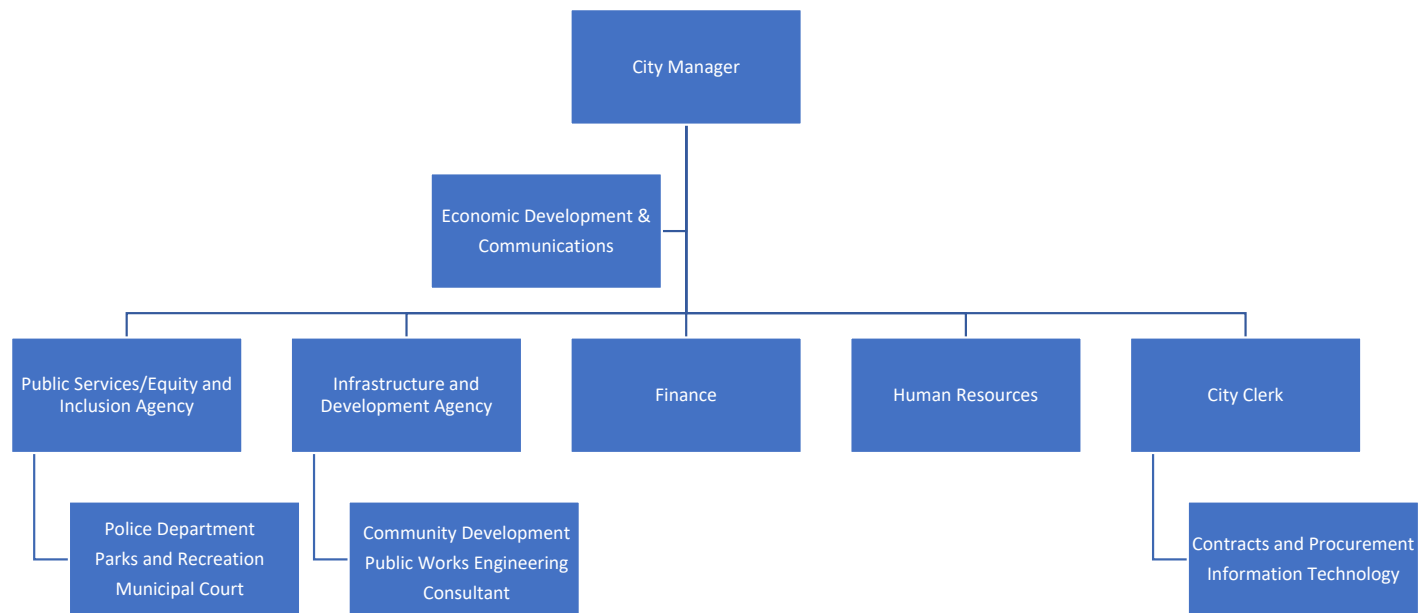 City Manager
Economic Development &
Communications
Public Services/Equity and
Inclusion Agency
Infrastructure and
Development Agency
Finance
Human Resources
City Clerk
Police Department
Parks and Recreation
Municipal Court
Community Development
Public Works Engineering
Consultant
Contracts and Procurement
Information Technology